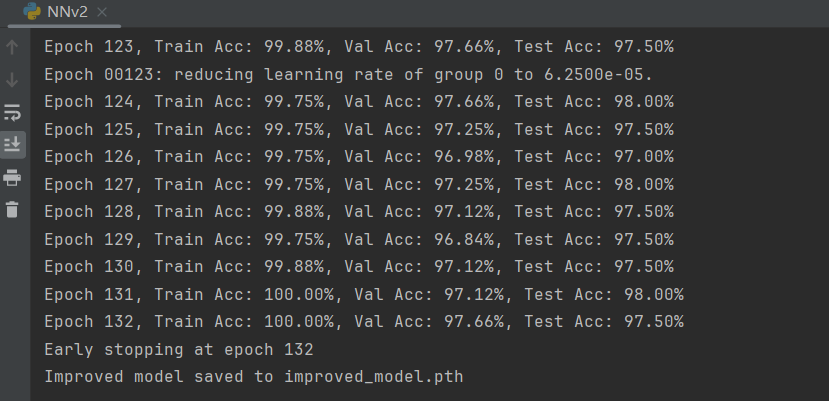 NNv2
Epoch 123, Train Acc: 99.88%, Val Acc: 97.66%, Test Acc: 97.50%
Epoch 00123: reducing learning rate of group 0 to 6.2500e-05.
Epoch 124, Train Acc: 99.75%, Val Acc: 97.66%, Test Acc: 98.00%
Epoch 125, Train Acc: 99.75%, Val Acc: 97.25%, Test Acc: 97.50%
Epoch 126, Train Acc: 99.75%, Val Acc: 96.98%, Test Acc: 97.00%
Epoch 127, Train Acc: 99.75%, Val Acc: 97.25%, Test Acc: 98.00%
Epoch 128, Train Acc: 99.88%, Val Acc: 97.12%, Test Acc: 97.50%
Epoch 129, Train Acc: 99.75%, Val Acc: 96.84%, Test Acc: 97.50%
Epoch 130, Train Acc: 99.88%, Val Acc: 97.12%, Test Acc: 97.50%
Epoch 131, Train Acc: 100.00%, Val Acc: 97.12%, Test Acc: 98.00%
Epoch 132, Train Acc: 100.00%, Val Acc: 97.66%, Test Acc: 97.50%
Early stopping at epoch 132
Improved model saved to improved_model.pth